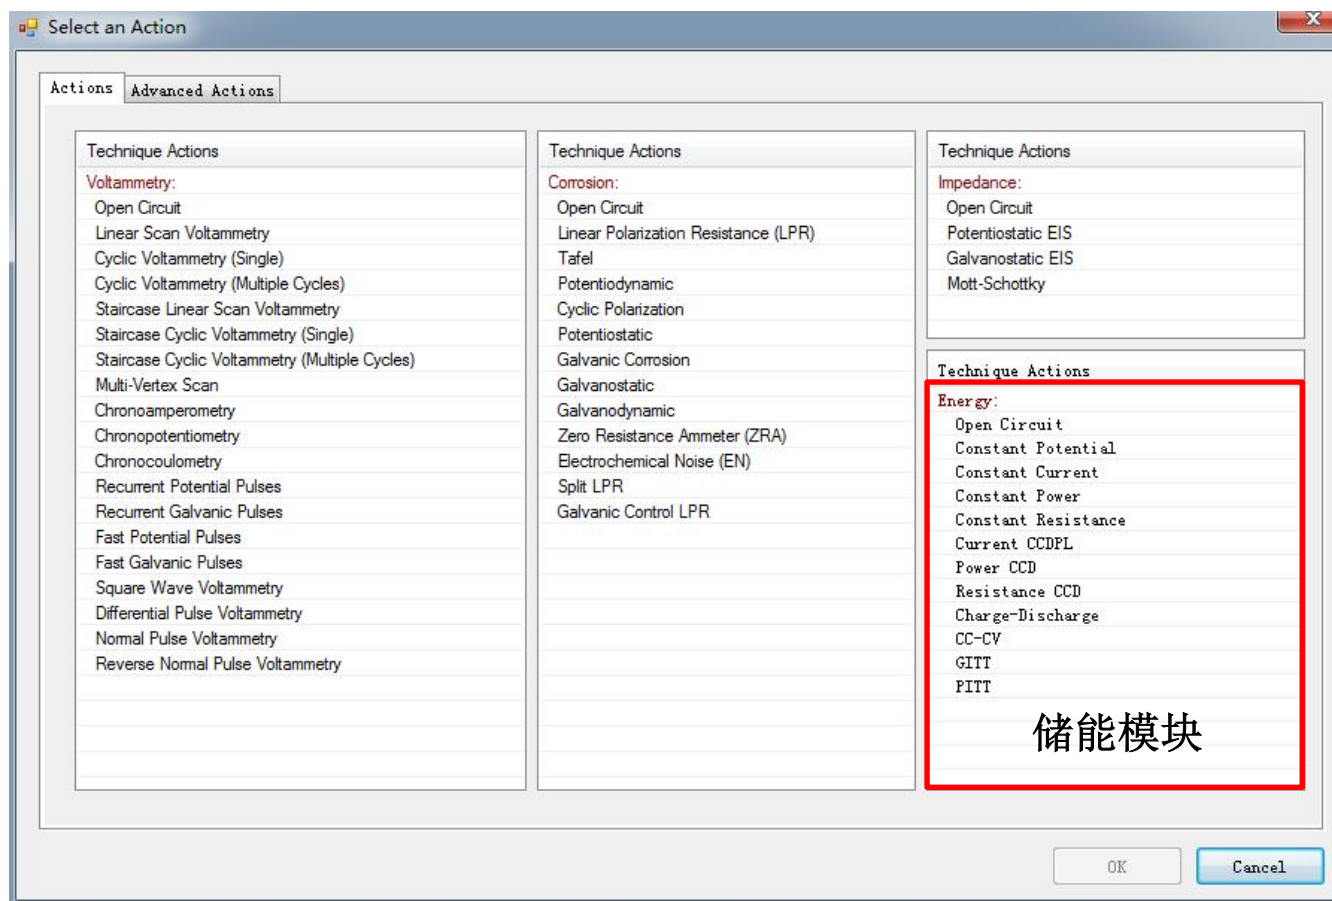 Select an Action
Actions
Advanced Actions
Technique Actions
Voltammetry:
Open Circuit
Linear Scan Voltammetry
Cyclic Voltammetry (Single)
Cyclic Voltammetry (Multiple Cycles)
Staircase Linear Scan Voltammetry
Staircase Cyclic Voltammetry (Single)
Staircase Cyclic Voltammetry (Multiple Cycles)
Multi-Vertex Scan
Chronoamperometry
Chronopotentiometry
Chronocoulometry
Recurrent Potential Pulses
Recurrent Galvanic Pulses
Fast Potential Pulses
Fast Galvanic Pulses
Square Wave Voltammetry
Differential Pulse Voltammetry
Normal Pulse Voltammetry
Reverse Normal Pulse Voltammetry
Technique Actions
Corrosion:
Open Circuit
Linear Polarization Resistance (LPR)
Tafel
Potentiodynamic
Cyclic Polarization
Potentiostatic
Galvanic Corrosion
Galvanostatic
Galvanodynamic
Zero Resistance Ammeter (ZRA)
Electrochemical Noise (EN)
Split LPR
Galvanic Control LPR
Technique Actions
Impedance:
Open Circuit
Potentiostatic EIS
Galvanostatic EIS
Mott-Schottky
Technique Actions
Energy:
Open Circuit
Constant Potential
Constant Current
Constant Power
Constant Resistance
Current CCDPL
Power CCD
Resistance CCD
Charge-Discharge
CC-CV
GITT
PITT
储能模块
OK
Cancel